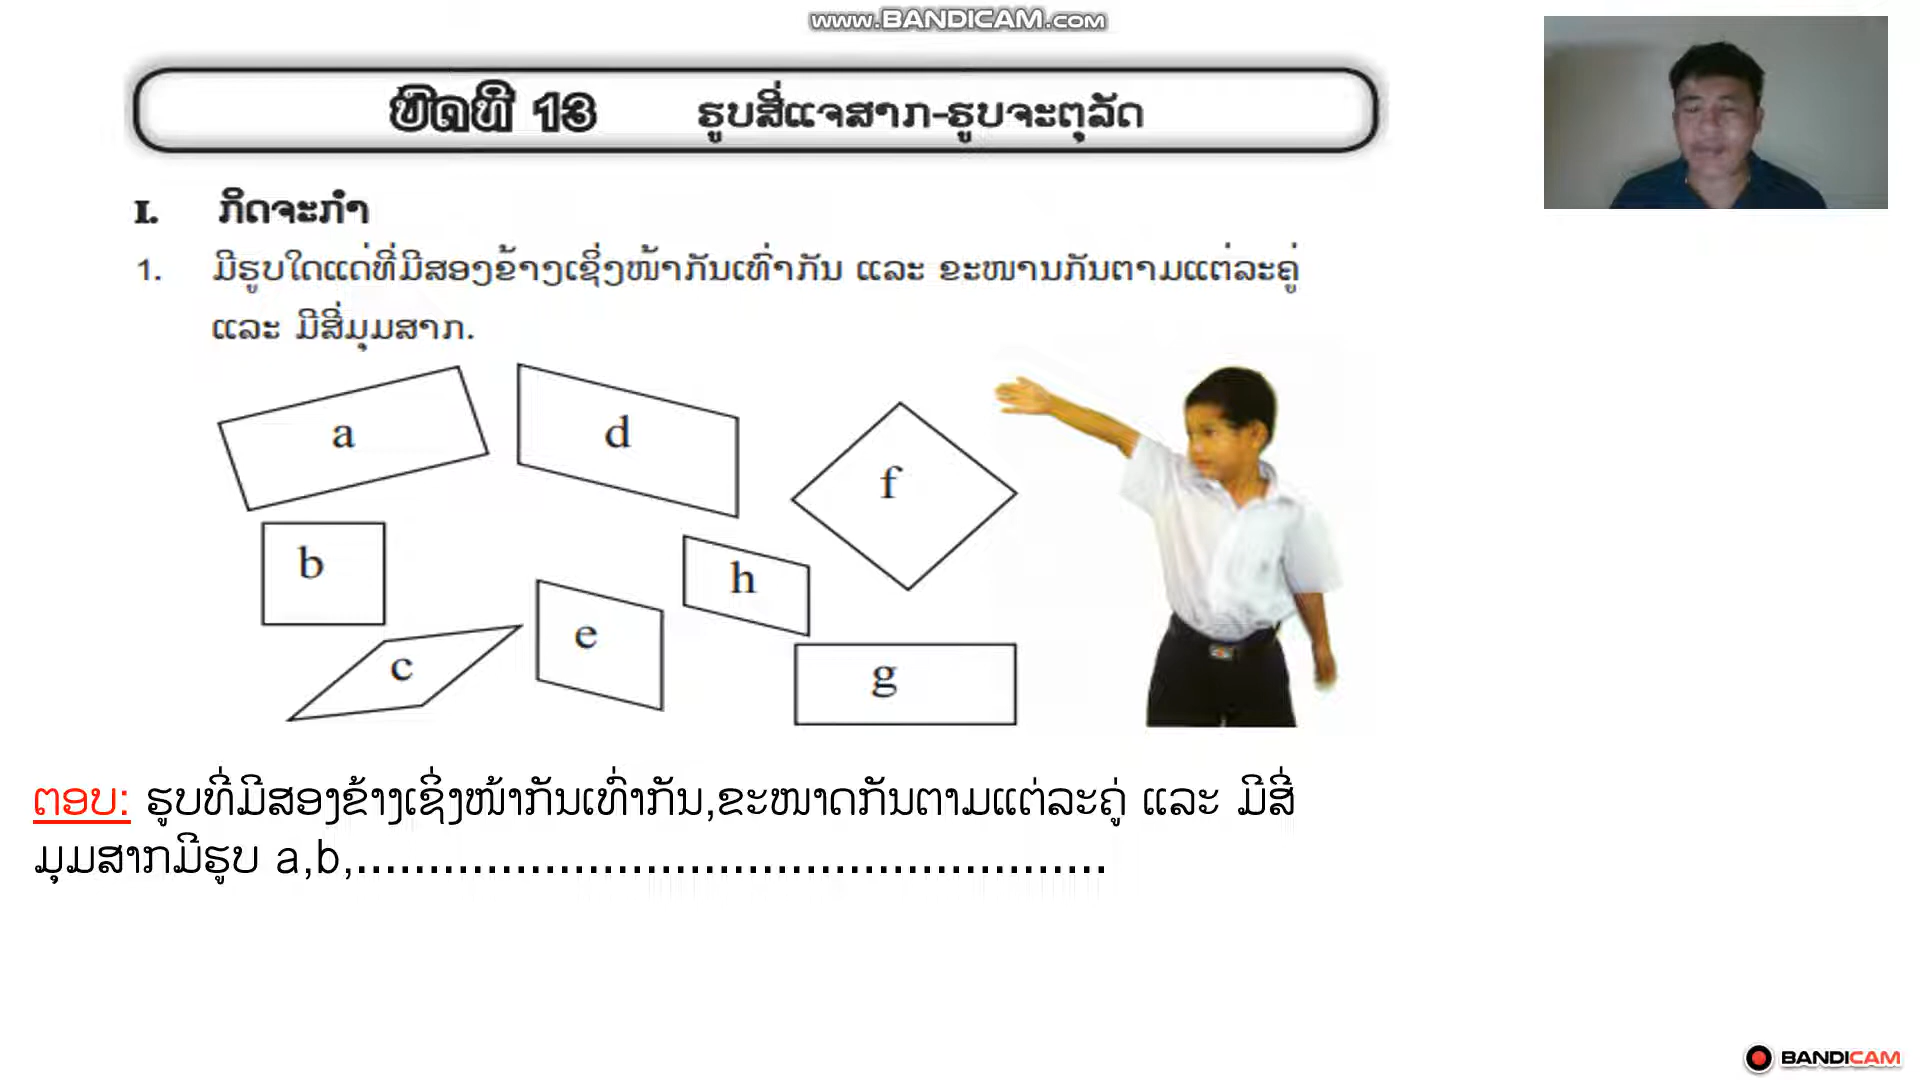 www.BANDICAM.com
ບົດທີ 13 ຮູບສີ່ແຈສາກ-ຮູບຈະຕຸລັດ
I. ກິດຈະກຳ
1. ມີຮູບໃດແດ່ທີ່ມີສອງຂ້າງເຊິ່ງໜ້າກັນເທົ່າກັນ ແລະ ຂະໜານກັນຕາມແຕ່ລະຄູ່
ແລະ ມີສີ່ມຸມສາກ.
a d
f
b h
e
c g
ຕອບ: ຮູບທີ່ມີສອງຂ້າງເຊິ່ງໜ້າກັນເທົ່າກັນ,ຂະໜາດກັນຕາມແຕ່ລະຄູ່ ແລະ ມີສີ່
ມຸມສາກມີຮູບ a,b,....................................................
BANDICAM